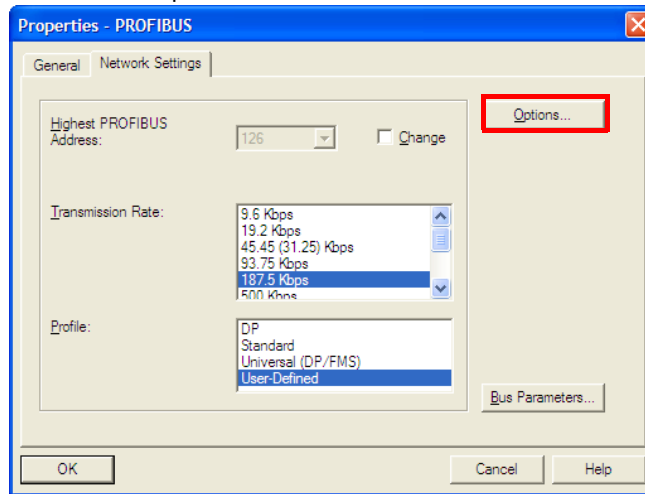 Properties - PROFIBUS
General Network Settings
Highest PROFIBUS
Address:
126
Change
Options...
Transmission Rate:
9.6 Kbps
19.2 Kbps
45.45 (31.25) Kbps
93.75 Kbps
187.5 Kbps
500 Kbps
Profile:
DP
Standard
Universal (DP/FMS)
User-Defined
Bus Parameters...
OK
Cancel
Help